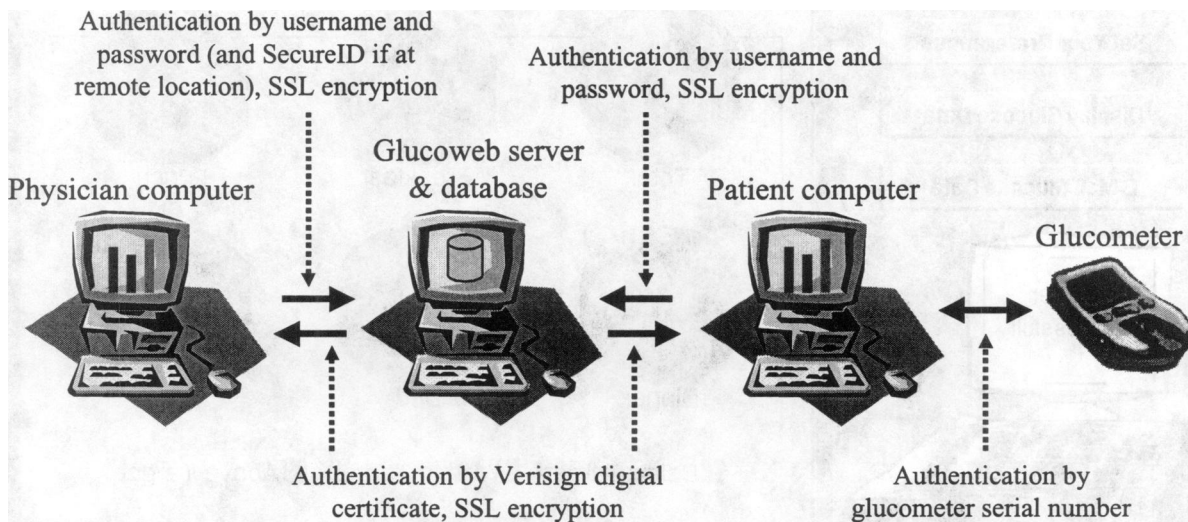 Authentication by username and
password (and SecureID if at
remote location), SSL encryption
Authentication by username and
password, SSL encryption
Physician computer
Glucoweb server
& database
Patient computer
Glucometer
Authentication by Verisign digital
certificate, SSL encryption
Authentication by
glucometer serial number